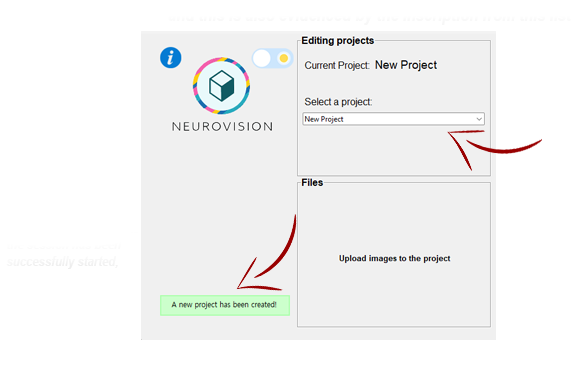 Editing projects
Current Project: New Project
Select a project:
New Project
NEUROVISION
Files
Upload images to the project
successfully started,
A new project has been created!